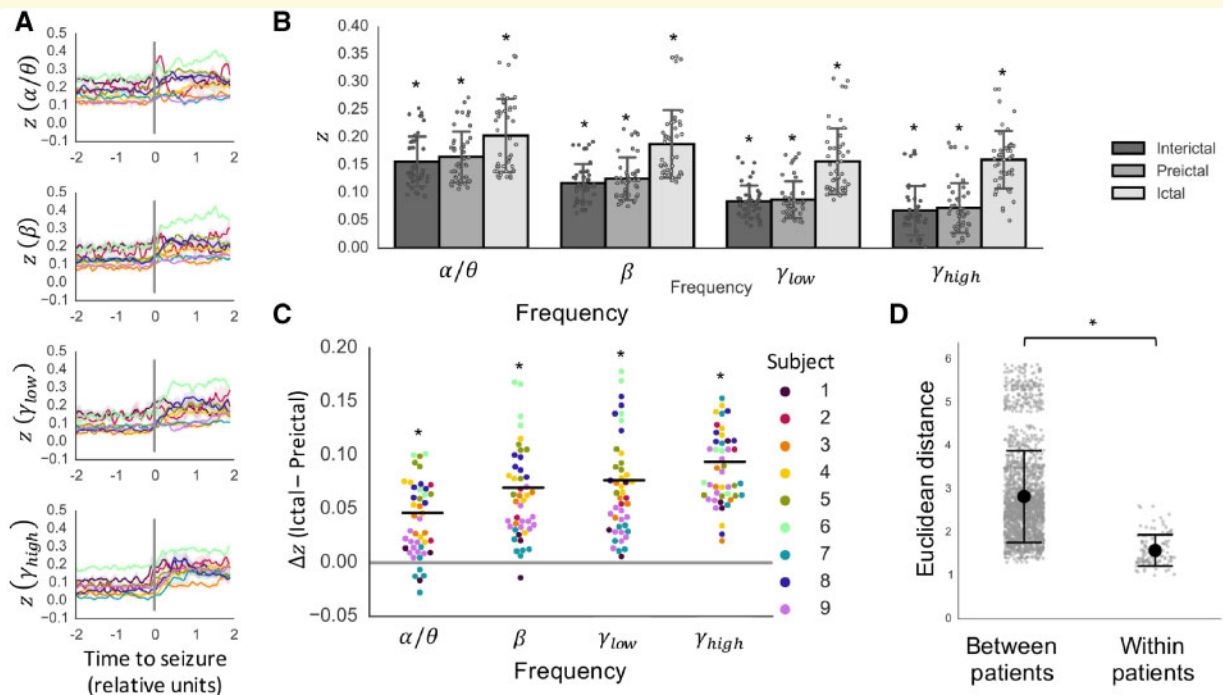 A
z (α/θ)
0.5
0.4
0.3
0.2
0.1
−0.1
-2
-1
0
1
2
z (β)
0.5
0.4
0.3
0.2
0.1
0.0
−0.1
-2
-1
0
1
2
z (γlow)
0.5
0.4
0.3
0.2
0.1
0.0
−0.1
-2
-1
0
1
2
z (γhigh)
0.5
0.4
0.3
0.2
0.1
0.0
−0.1
-2
-1
0
1
2
Time to seizure
(relative units)
B
z
0.40
0.35
0.30
0.25
0.20
0.15
0.10
0.05
0.00
* * *
* * *
* * *
* * *
α/θ
β
γlow
γhigh
Frequency
Frequency
Interictal
Preictal
Ictal
C
Δz (Ictal− Preictal)
0.20
0.15
0.10
0.05
0.00
−0.05
* * * *
α/θ
β
γlow
γhigh
Frequency
Subject
1
2
3
4
5
6
7
8
9
D
*
Euclidean distance
6
5
4
3
2
1
0
Between
patients
Within
patients